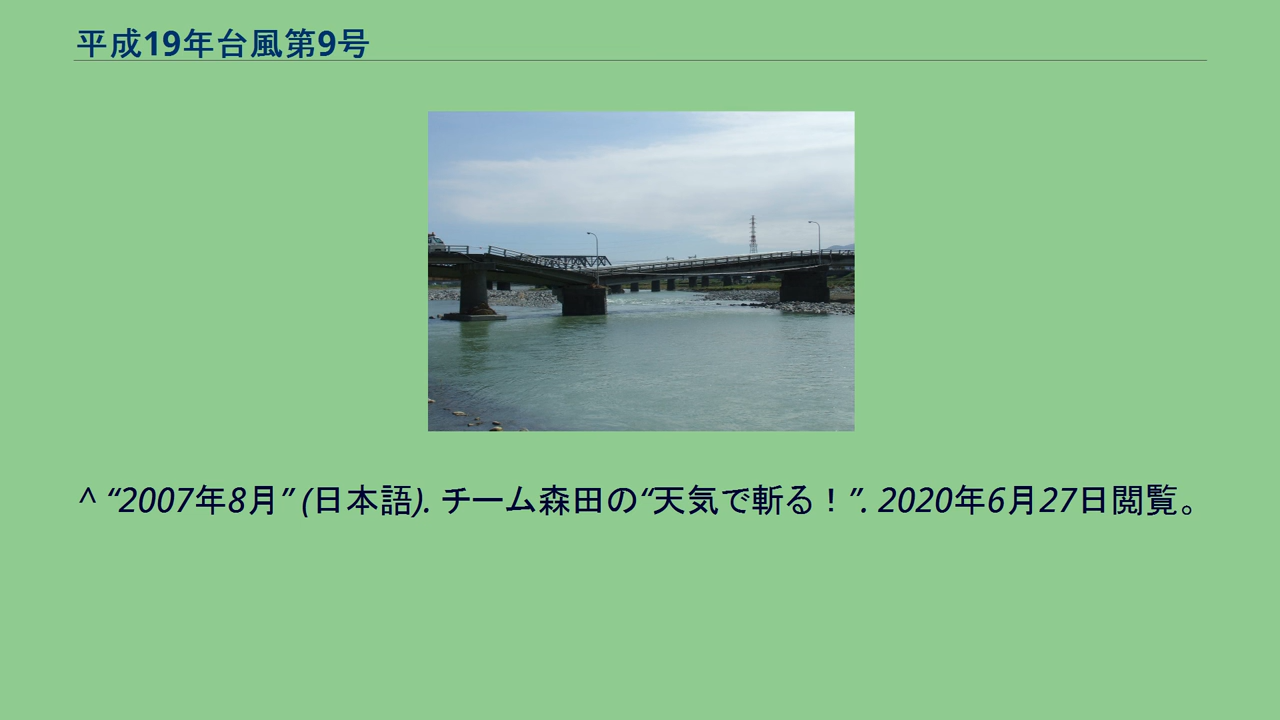 平成19年台風第9号
^ “2007年8月” (日本語). チーム森田の“天気で斬る！”. 2020年6月27日閲覧。